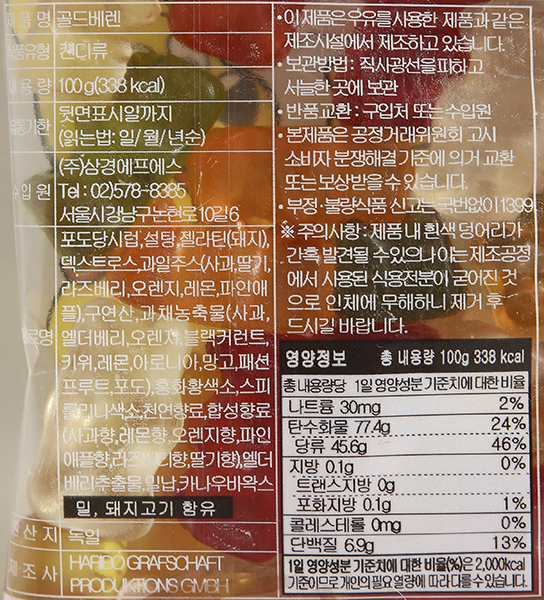 제품명 골드베렌
식품유형 캔디류
내용량 100g(338 kcal)
유통기한 뒷면표시일까지
(읽는법: 일/월/년순)
수입원 (주)삼경에프에스
Tel : 02)578-8385
서울시강남구논현로10길6
원료명 포도당시럽,설탕,젤라틴(돼지),
덱스트로스,과일주스(사과,딸기,
라즈베리,오렌지,레몬,파인애
플),구연산,과채농축물(사과,
엘더베리,오렌지,블랙커런트,
키위,레몬,아로니아,망고,패션
프루트,포도),홍화황색소,스피
룰리나색소,천연향료,합성향료
(사과향,레몬향,오렌지향,파인
애플향,라즈베리향,딸기향),엘더
베리추출물,밀납,카나우바왁스
밀, 돼지고기 함유
원산지 독일
제조사 HARIBO GRAFSCHAFT
PRODUKTIONS GMBH
• 이제품은우유를사용한 제품과 같은
제조시설에서 제조하고 있습니다.
• 보관방법 : 직사광선을피하고
서늘한 곳에 보관
• 반품교환 : 구입처 또는 수입원
• 본제품은 공정거래위원회 고시
소비자 분쟁해결 기준에 의거 교환
또는 보상받을 수 있습니다.
• 부정·불량식품 신고는 국번없이1399
※ 주의사항 : 제품 내 흰색 덩어리가
간혹 발견될 수있으나 이는 제조공정
에서 사용된 식용전분이 굳어진 것
으로 인체에 무해하니 제거 후
드시길 바랍니다.
영양정보 총 내용량 100g 338 kcal
총 내용량당 1일 영양성분 기준치에 대한 비율
나트륨 30mg 2%
탄수화물 77.4g 24%
당류 45.6g 46%
지방 0.1g 0%
트랜스지방 0g
포화지방 0.1g 1%
콜레스테롤 0mg 0%
단백질 6.9g 13%
1일 영양성분 기준치에 대한 비율(%)은 2,000kcal
기준이므로 개인의 필요 열량에 따라 다를 수 있습니다.